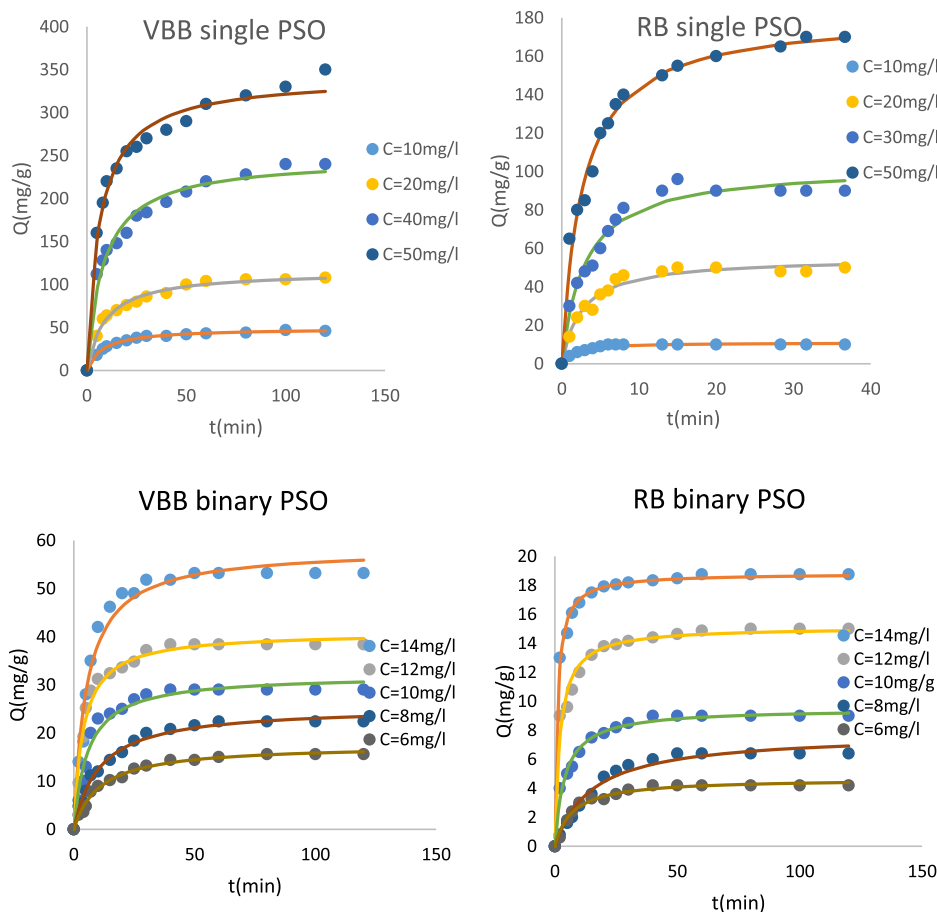 VBB single PSO
400
350
300
250
200
150
100
50
0
Q(mg/g)
0
50
100
150
t(min)
C=10mg/l
C=20mg/l
C=40mg/l
C=50mg/l
RB single PSO
180
160
140
120
100
80
60
40
20
0
Q(mg/g)
0
10
20
30
40
t(min)
C=10mg/l
C=20mg/l
C=30mg/l
C=50mg/l
VBB binary PSO
60
50
40
30
20
10
0
Q(mg/g)
0
50
100
150
t(min)
C=14mg/l
C=12mg/l
C=10mg/l
C=8mg/l
C=6mg/l
RB binary PSO
20
18
16
14
12
10
8
6
4
2
0
Q(mg/g)
0
50
100
150
t(min)
C=14mg/l
C=12mg/l
C=10mg/g
C=8mg/l
C=6mg/l